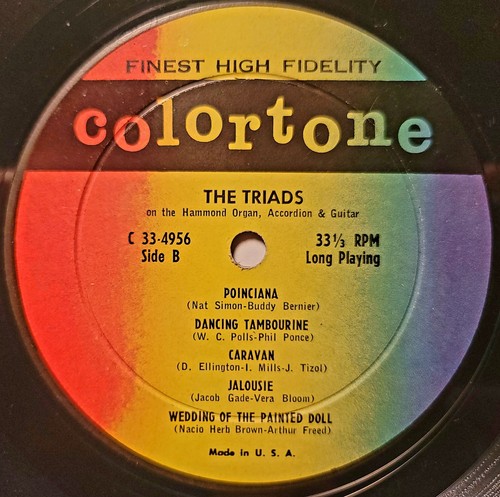 FINEST HIGH FIDELITY
colortone
THE TRIADS
on the Hammond Organ, Accordion & Guitar
C 33-4956
Side B
33⅓ RPM
Long Playing
POINCIANA
(Nat Simon-Buddy Bernier)
DANCING TAMBOURINE
(W. C. Polls-Phil Ponce)
CARAVAN
(D. Ellington-I. Mills-J. Tizol)
JALOUSIE
(Jacob Gade-Vera Bloom)
WEDDING OF THE PAINTED DOLL
(Nacio Herb Brown-Arthur Freed)
Made in U. S. A.